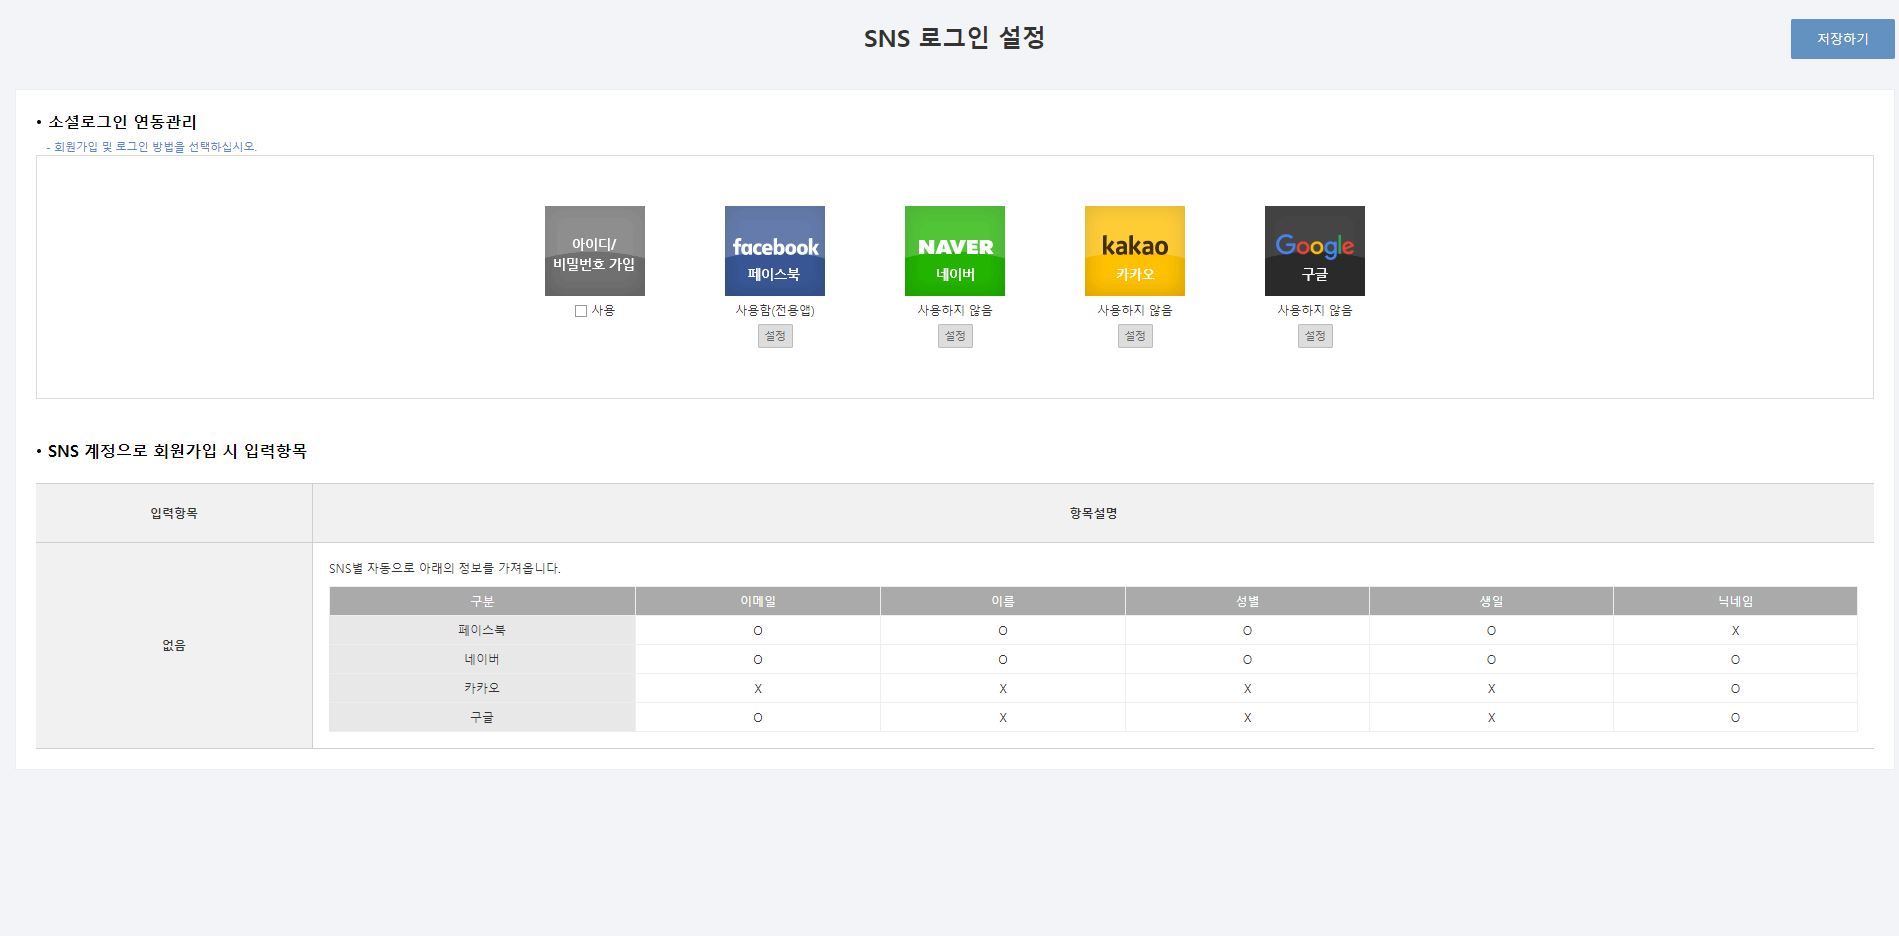 SNS 로그인 설정
저장하기
• 소셜로그인 연동관리
- 회원가입 및 로그인 방법을 선택하십시오.
아이디/
비밀번호 가입
사용
facebook
페이스북
사용함(전용앱)
설정
NAVER
네이버
사용하지 않음
설정
kakao
카카오
사용하지 않음
설정
Google
구글
사용하지 않음
설정
• SNS 계정으로 회원가입 시 입력항목
입력항목 항목설명
없음
SNS별 자동으로 아래의 정보를 가져옵니다.
구분 이메일 이름 성별 생일 닉네임
페이스북 O O O O X
네이버 O O O O O
카카오 X X X X O
구글 O X X X O